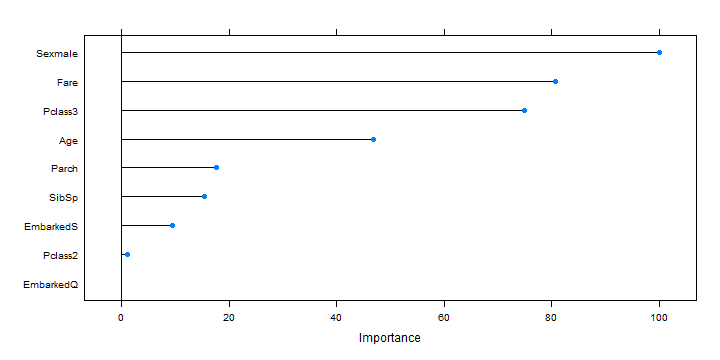 Sexmale
Fare
Pclass3
Age
Parch
SibSp
EmbarkedS
Pclass2
EmbarkedQ
0 20 40 60 80 100
Importance